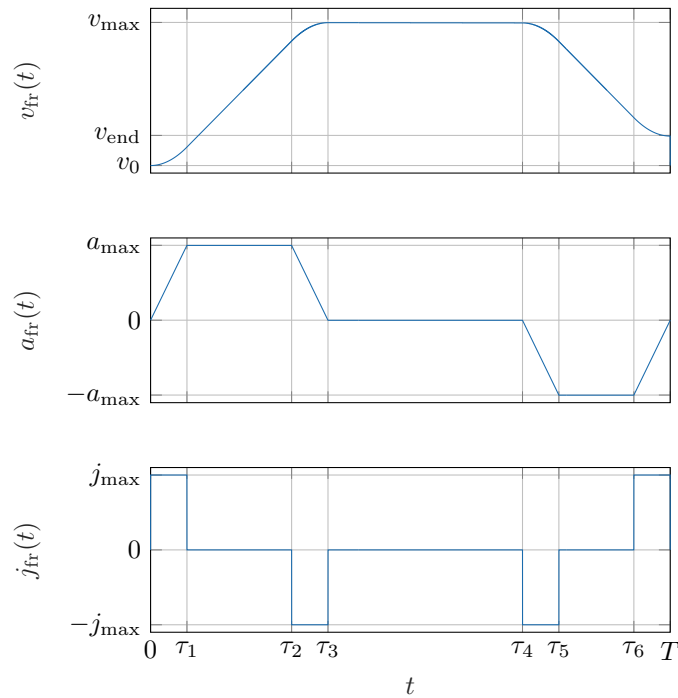 v_max
v_end
v_0
v_fr(t)
a_max
0
−a_max
a_fr(t)
j_max
0
−j_max
j_fr(t)
0 τ_1 τ_2 τ_3 τ_4 τ_5 τ_6 T
t